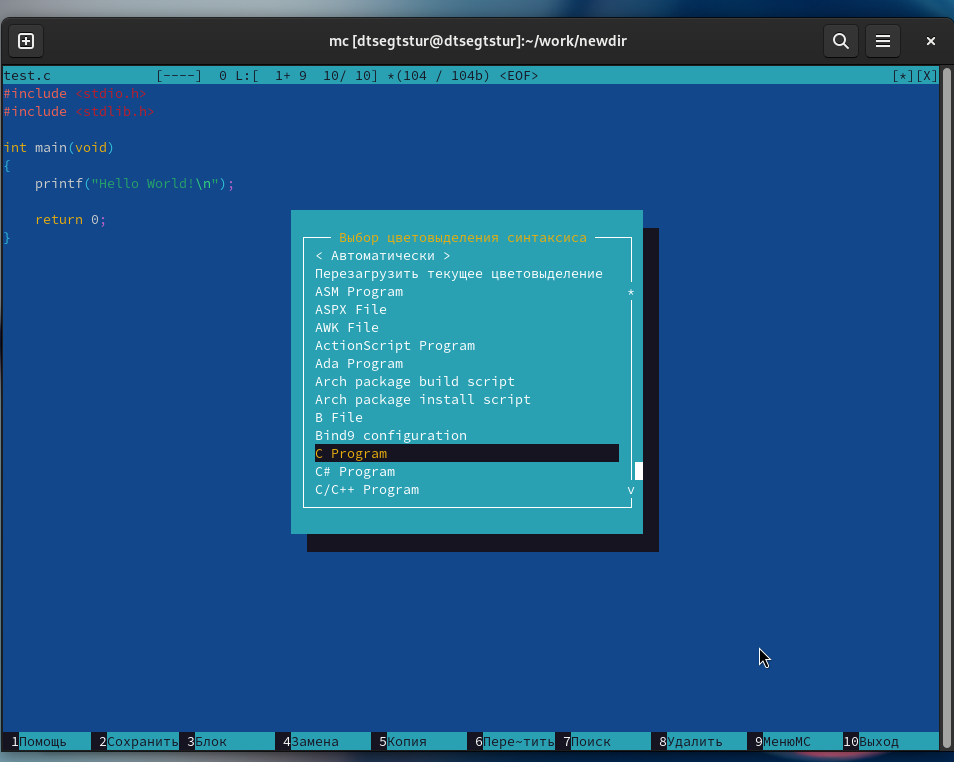 mc [dtsegtstur@dtsegtstur]:~/work/newdir
test.c [----] 0 L:[ 1+ 9 10/ 10] *(104 / 104b) <EOF> [*][X]
#include <stdio.h>
#include <stdlib.h>
int main(void)
{
    printf("Hello World!\n");
    return 0;
}
Выбор цветовыделения синтаксиса
< Автоматически >
Перезагрузить текущее цветовыделение
ASM Program
ASPX File
AWK File
ActionScript Program
Ada Program
Arch package build script
Arch package install script
B File
Bind9 configuration
C Program
C# Program
C/C++ Program
1Помощь 2Сохранить 3Блок 4Замена 5Копия 6Пере~тить 7Поиск 8Удалить 9МенюMC 10Выход